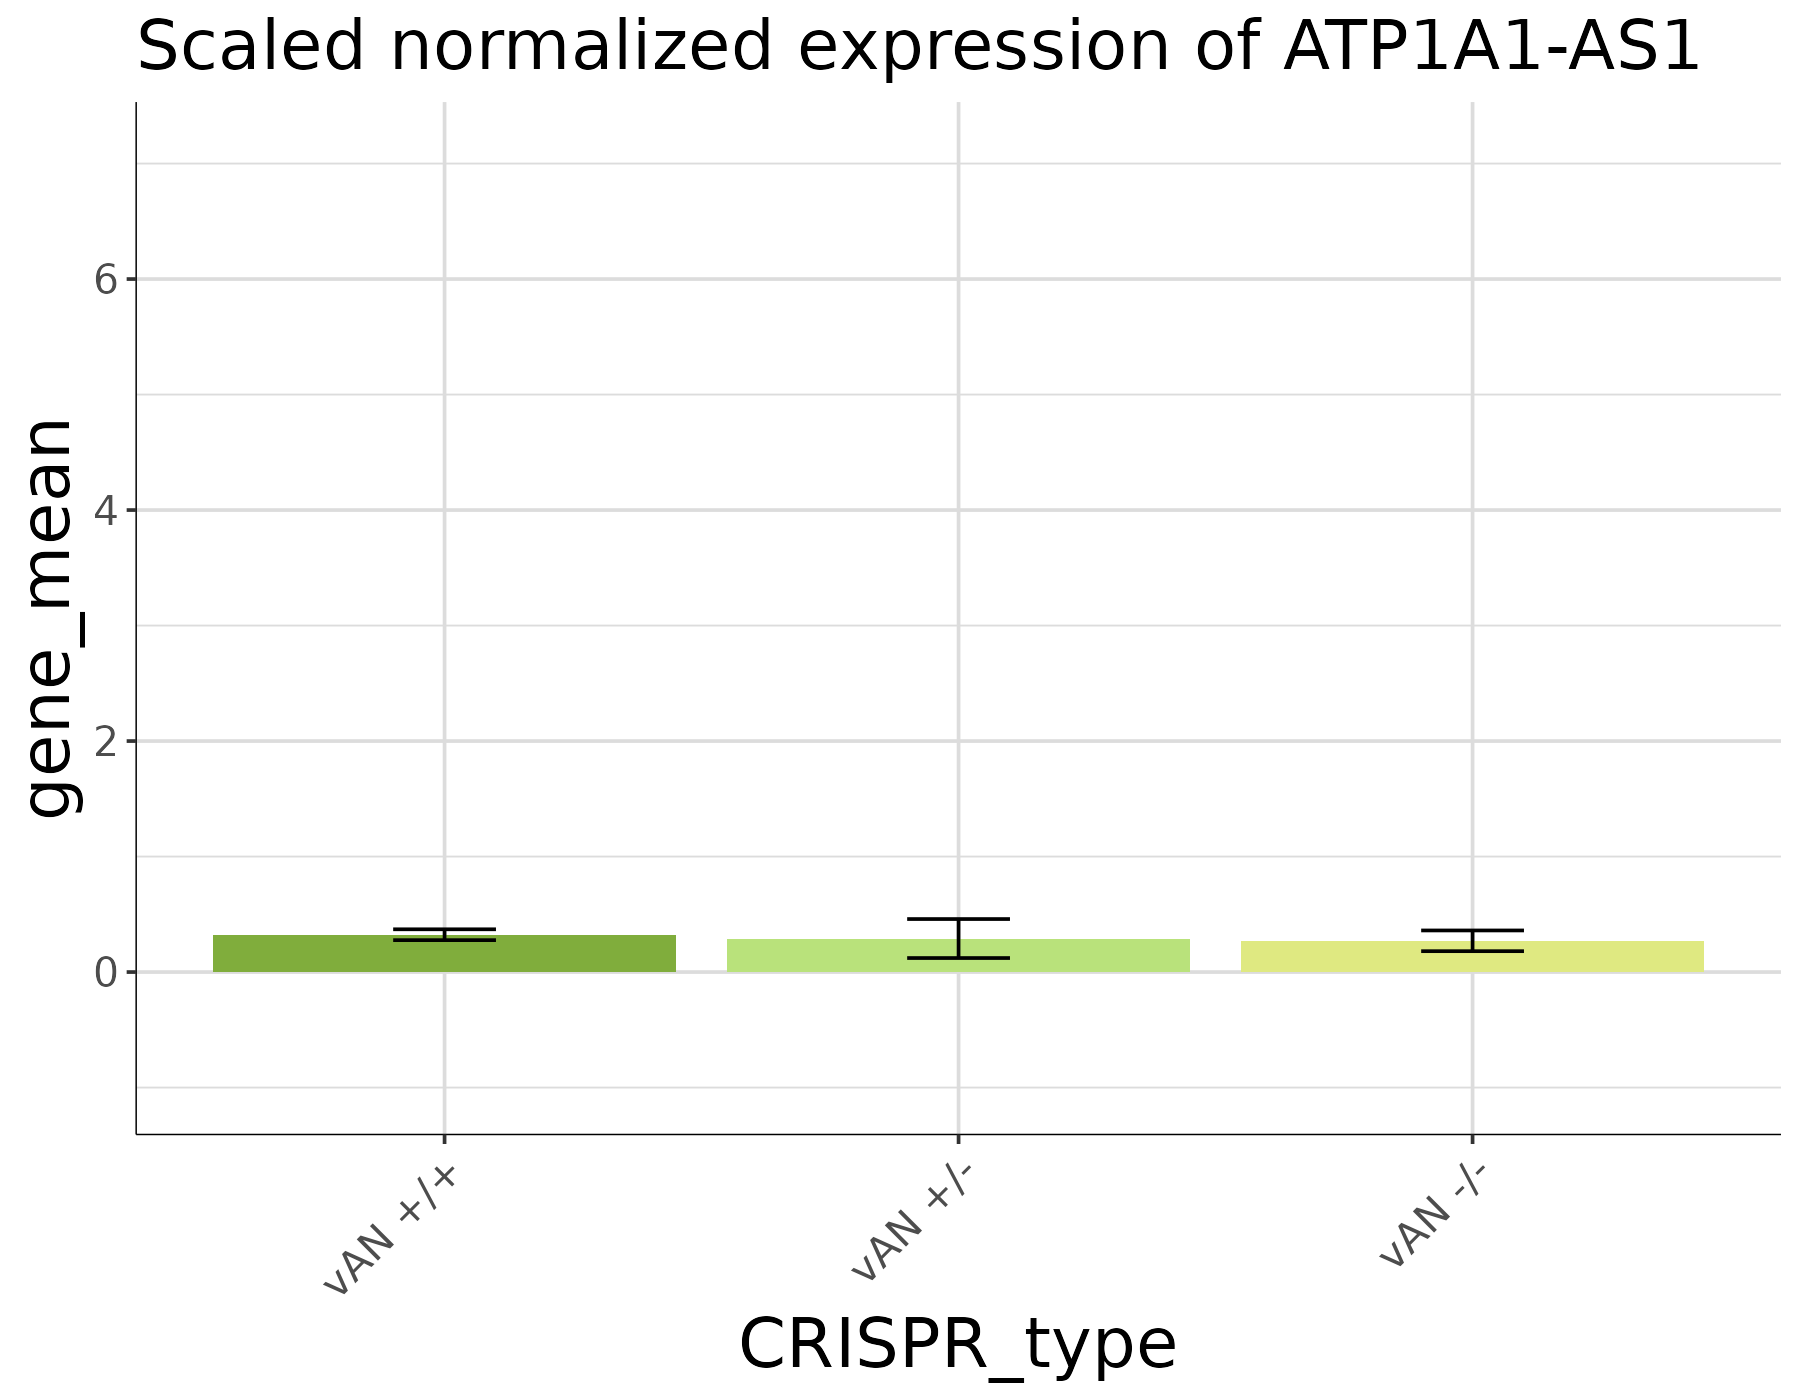 Scaled normalized expression of ATP1A1-AS1
gene_mean
6
4
2
0
vAN +/+
vAN +/-
vAN -/-
CRISPR_type